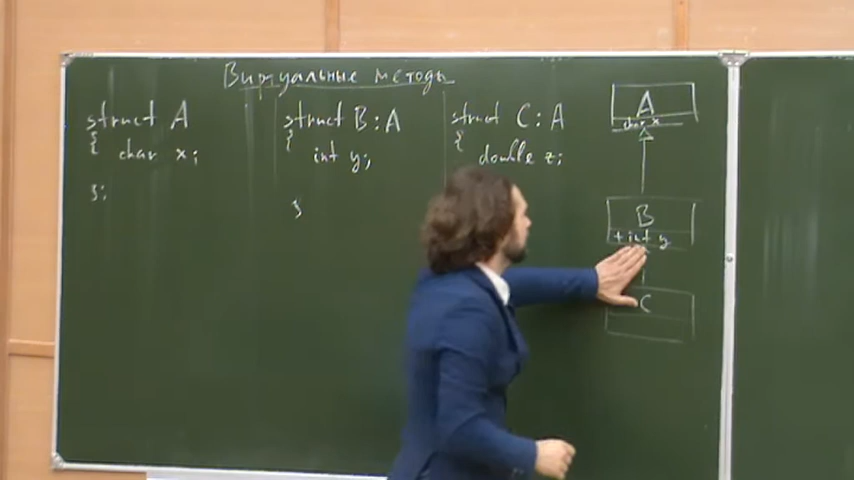 Виртуальные методы
struct A
{ char x;
};
struct B : A
{
int y;
}
struct C : A
{
double z;
A
char x
B
+ int y
C